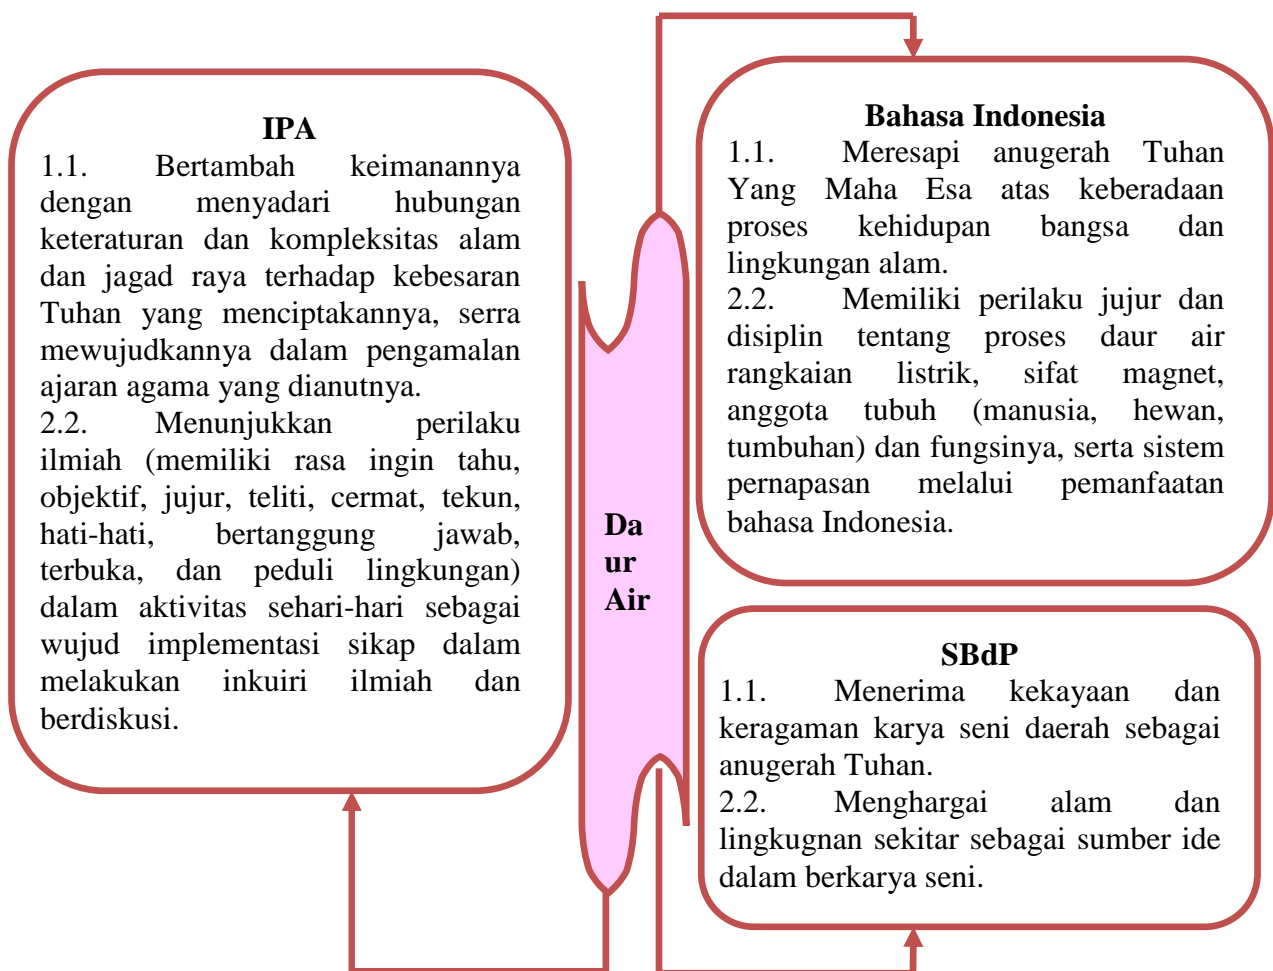 IPA
1.1. Bertambah keimanannya
dengan menyadari hubungan
keteraturan dan kompleksitas alam
dan jagad raya terhadap kebesaran
Tuhan yang menciptakannya, serra
mewujudkannya dalam pengamalan
ajaran agama yang dianutnya.
2.2. Menunjukkan perilaku
ilmiah (memiliki rasa ingin tahu,
objektif, jujur, teliti, cermat, tekun,
hati-hati, bertanggung jawab,
terbuka, dan peduli lingkungan)
dalam aktivitas sehari-hari sebagai
wujud implementasi sikap dalam
melakukan inkuiri ilmiah dan
berdiskusi.
Da
ur
Air
Bahasa Indonesia
1.1. Meresapi anugerah Tuhan
Yang Maha Esa atas keberadaan
proses kehidupan bangsa dan
lingkungan alam.
2.2. Memiliki perilaku jujur dan
disiplin tentang proses daur air
rangkaian listrik, sifat magnet,
anggota tubuh (manusia, hewan,
tumbuhan) dan fungsinya, serta sistem
pernapasan melalui pemanfaatan
bahasa Indonesia.
SBdP
1.1. Menerima kekayaan dan
keragaman karya seni daerah sebagai
anugerah Tuhan.
2.2. Menghargai alam dan
lingkugnan sekitar sebagai sumber ide
dalam berkarya seni.